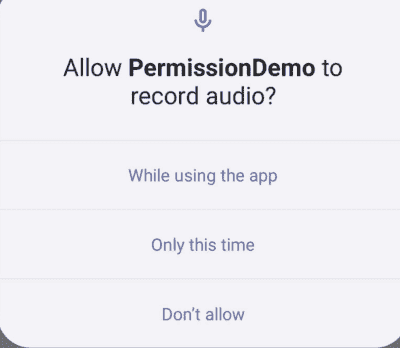 Allow PermissionDemo to
record audio?
While using the app
Only this time
Don't allow